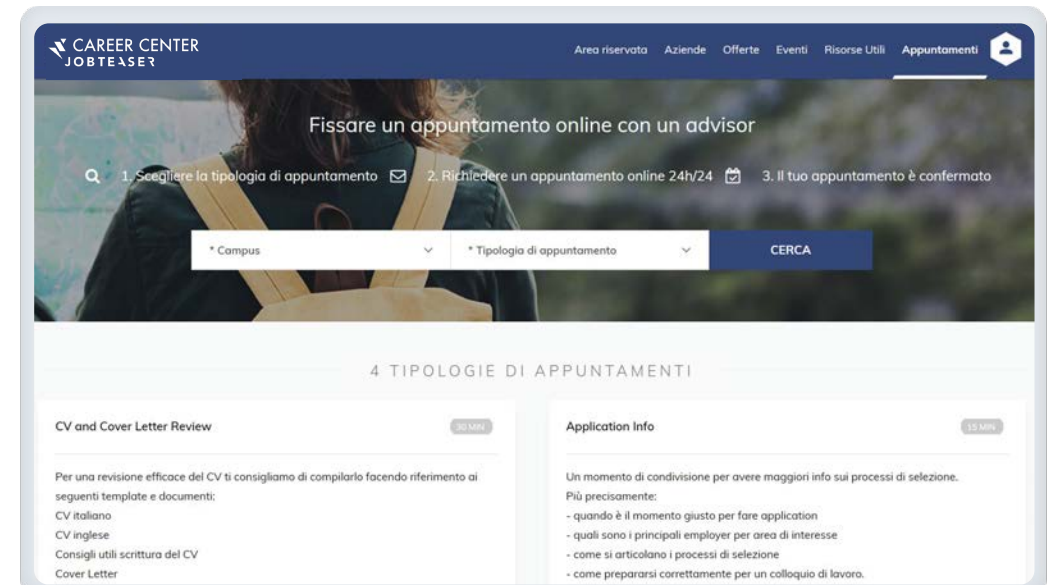 CAREER CENTER
JOBTEASER
Area riservata Aziende Offerte Eventi Risorse Utili Appuntamenti
Fissare un appuntamento online con un advisor
1. Scegliere la tipologia di appuntamento 2. Richiedere un appuntamento online 24h/24 3. Il tuo appuntamento è confermato
* Campus * Tipologia di appuntamento CERCA
4 TIPOLOGIE DI APPUNTAMENTI
CV and Cover Letter Review 30 MIN
Per una revisione efficace del CV ti consigliamo di compilarlo facendo riferimento ai
seguenti template e documenti:
CV italiano
CV inglese
Consigli utili scrittura del CV
Cover Letter
Application Info 15 MIN
Un momento di condivisione per avere maggiori info sui processi di selezione.
Più precisamente:
- quando è il momento giusto per fare application
- quali sono i principali employer per area di interesse
- come si articolano i processi di selezione
- come prepararsi correttamente per un colloquio di lavoro.